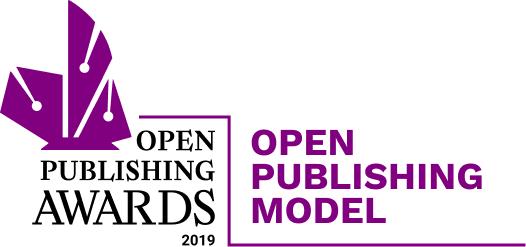 OPEN
PUBLISHING
AWARDS
2019
OPEN
PUBLISHING
MODEL